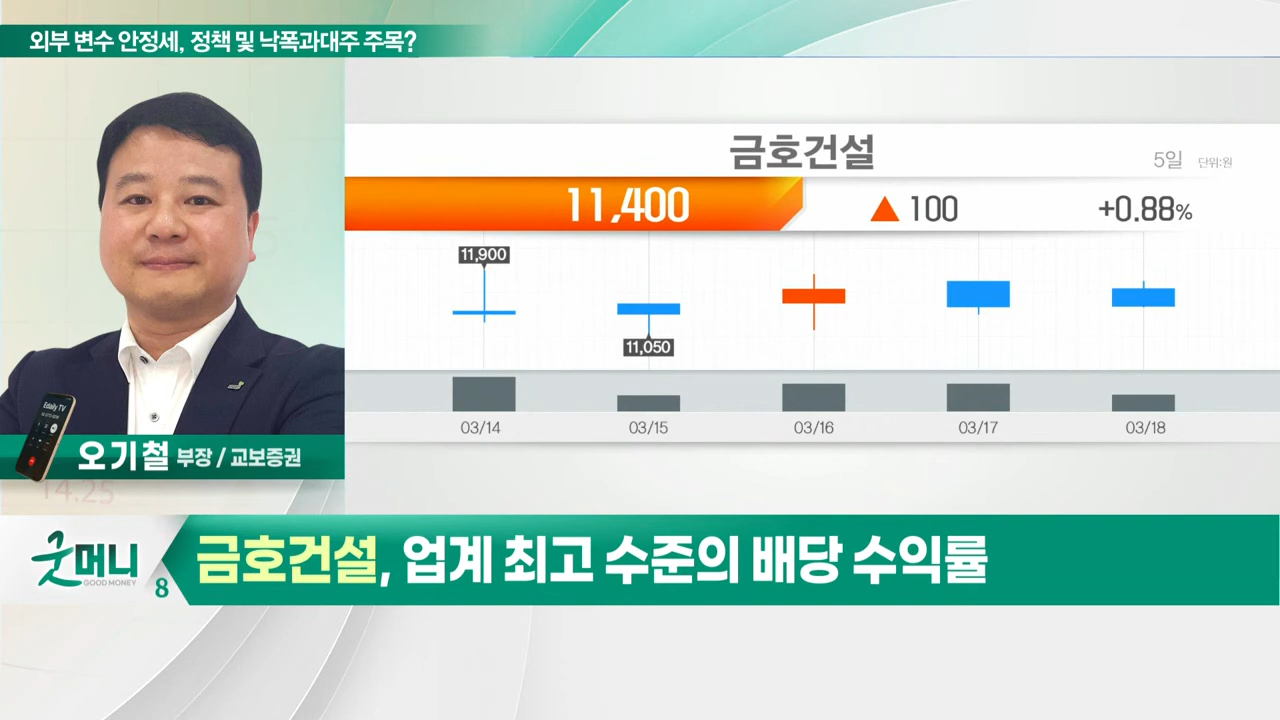 외부 변수 안정세, 정책 및 낙폭과대주 주목?
금호건설
5일 단위:원
11,400 ▲ 100 +0.88%
11,900
11,050
03/14 03/15 03/16 03/17 03/18
Edaily TV
오기철 부장 / 교보증권
14.25
굿머니
GOOD MONEY
8
금호건설, 업계 최고 수준의 배당 수익률